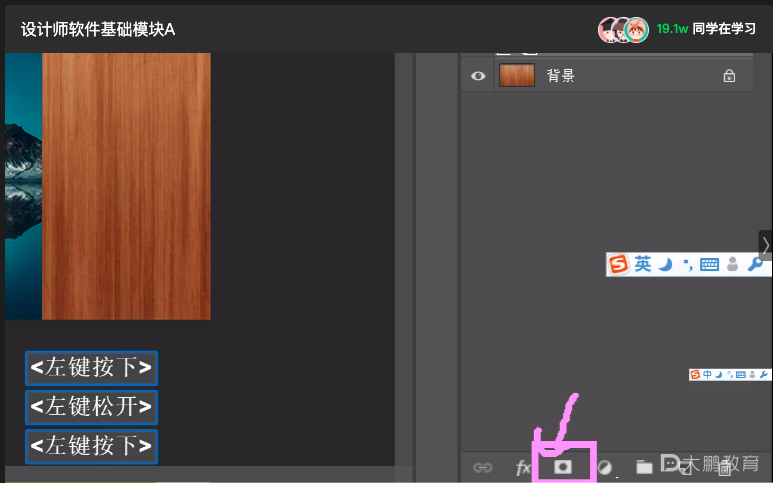 设计师软件基础模块A
19.1w 同学在学习
背景
英
中
<左键按下>
<左键松开>
<左键按下>
fx
大鹏教育